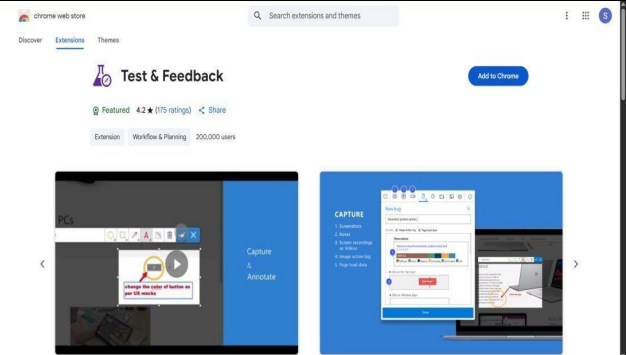 chrome web store
Search extensions and themes
S
Discover Extensions Themes
Test & Feedback
Add to Chrome
Featured 4.2 ★ (175 ratings) Share
Extension Workflow & Planning 200,000 users
PCs
A
change the color of button as
per UX mocks
Capture
&
Annotate
CAPTURE
1. Screenshots
2. Notes
3. Screen recordings
as Videos
4. Image action log
5. Page load data
New bug
Save